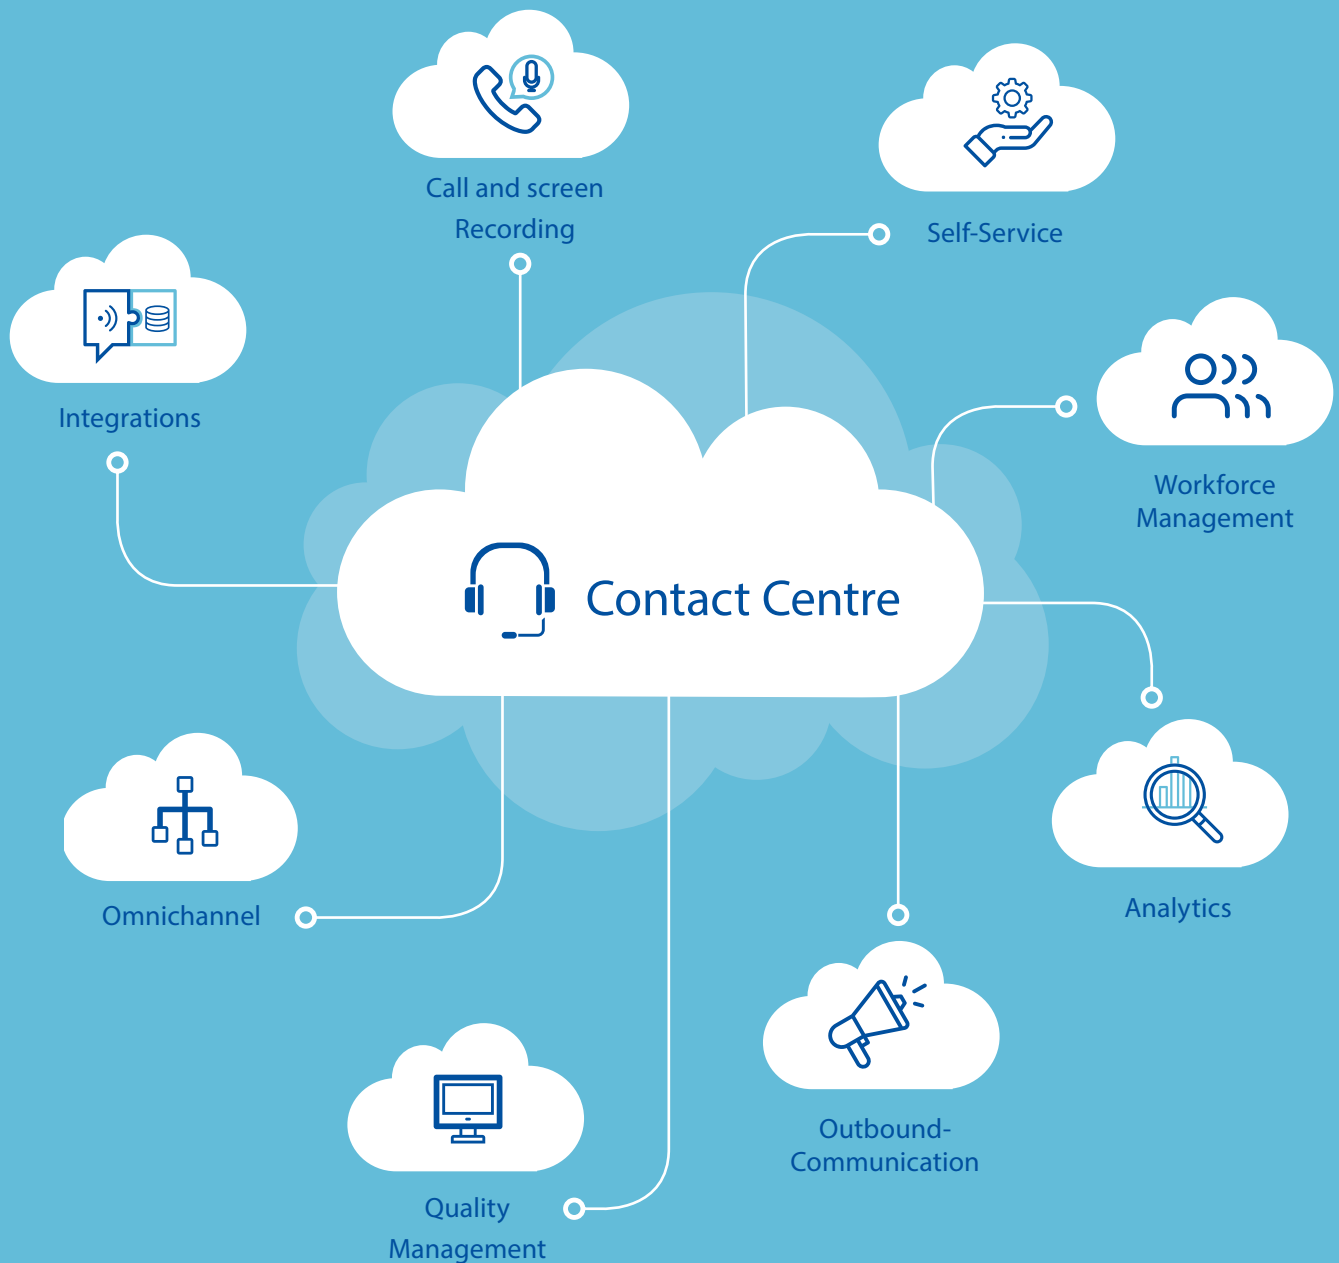 Call and screen
Recording
Self-Service
Integrations
Workforce
Management
Contact Centre
Omnichannel
Analytics
Outbound-
Communication
Quality
Management